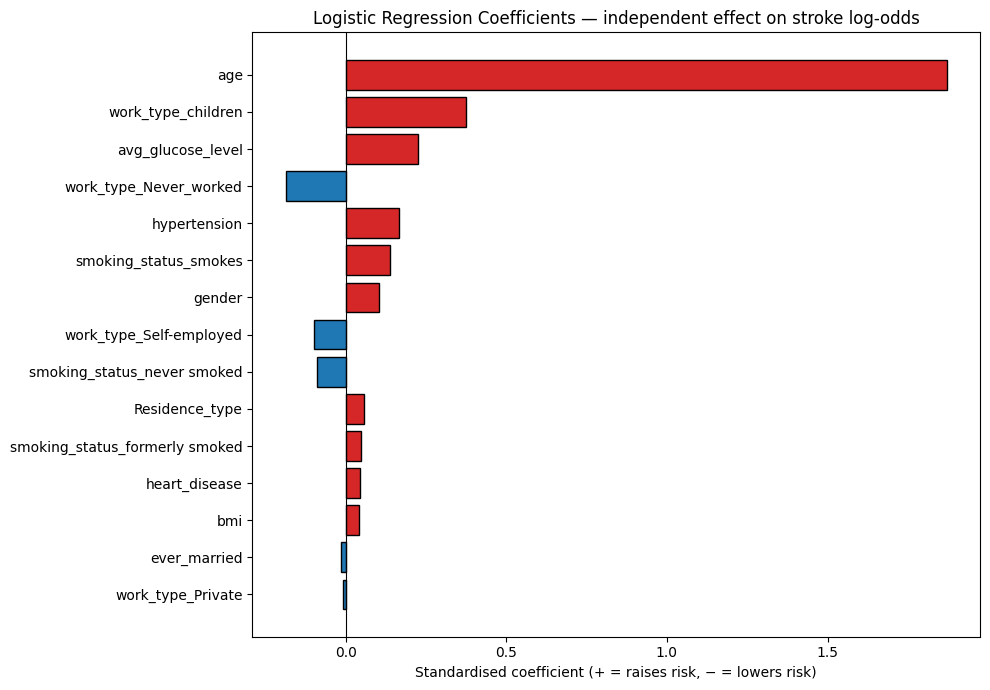 Logistic Regression Coefficients — independent effect on stroke log-odds
age
work_type_children
avg_glucose_level
work_type_Never_worked
hypertension
smoking_status_smokes
gender
work_type_Self-employed
smoking_status_never smoked
Residence_type
smoking_status_formerly smoked
heart_disease
bmi
ever_married
work_type_Private
0.0 0.5 1.0 1.5
Standardised coefficient (+ = raises risk, − = lowers risk)